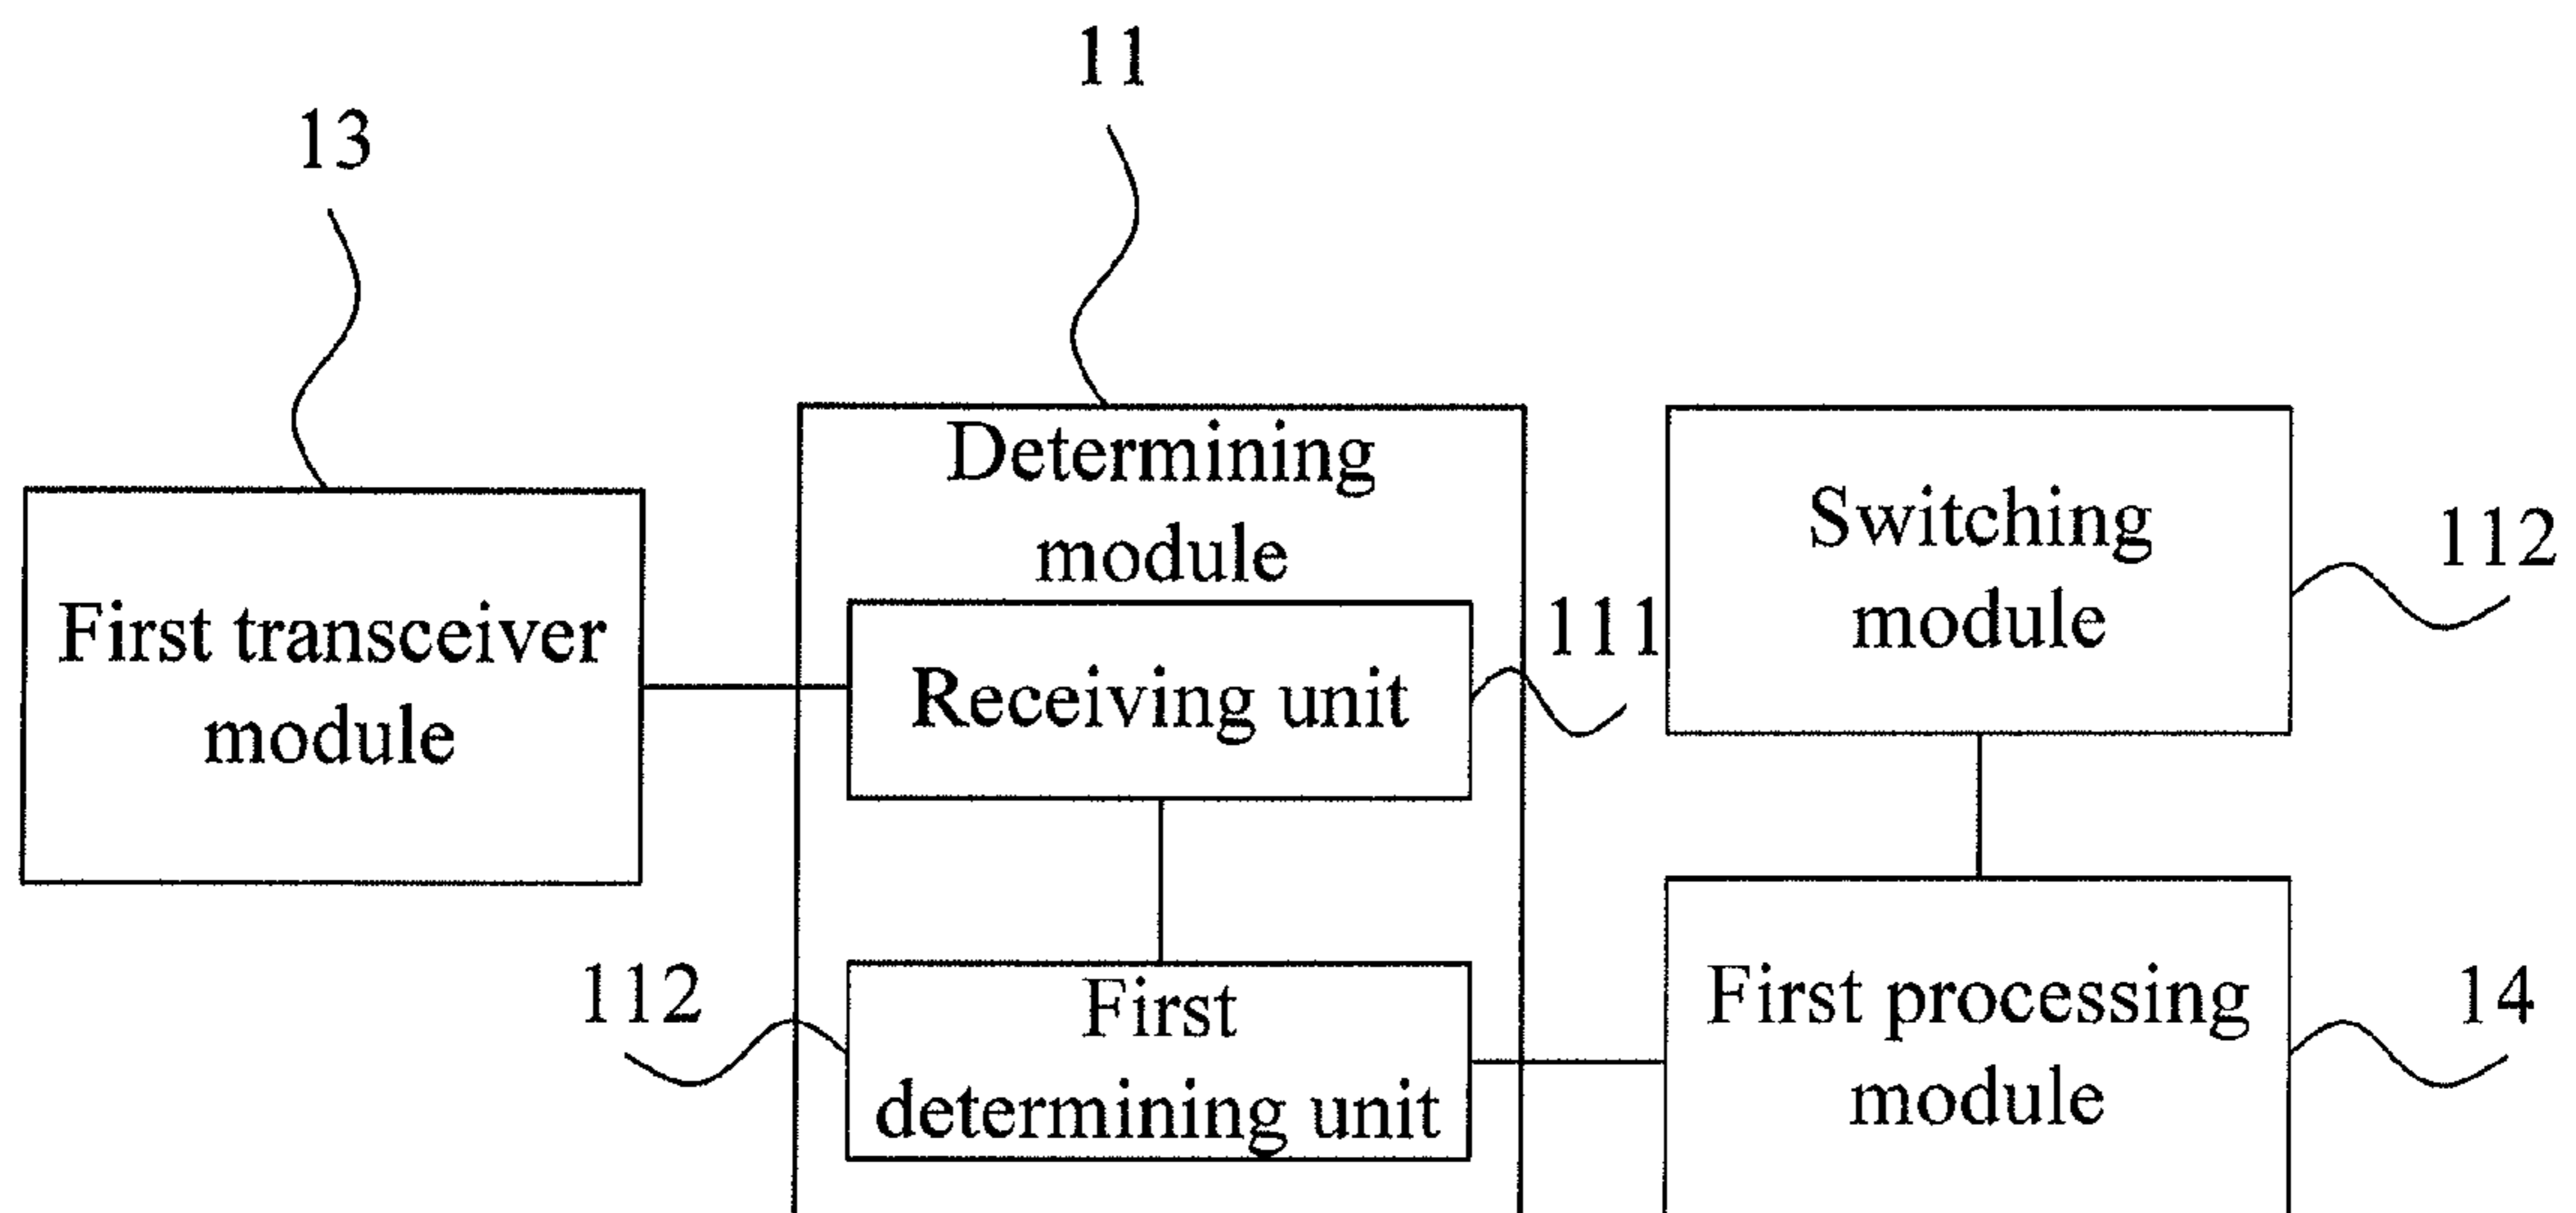 11
13
Determining
module
Switching
module
112
First transceiver
module
111
Receiving unit
112
First
determining unit
First processing
module
14